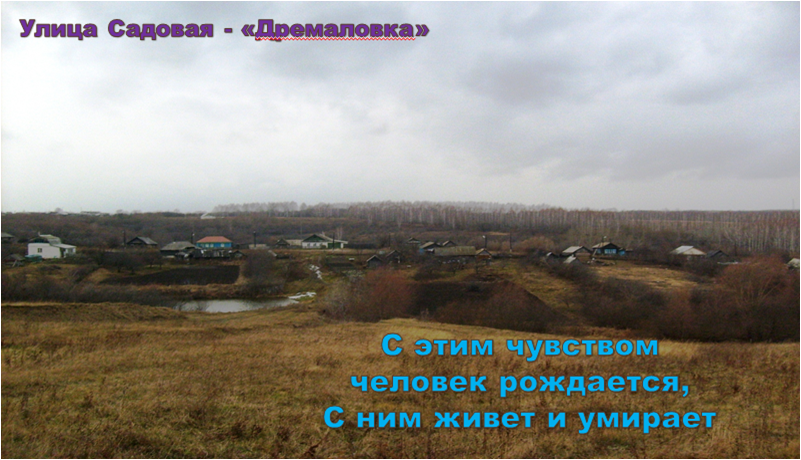 Улица Садовая - «Дремаловка»
С этим чувством
человек рождается,
С ним живет и умирает